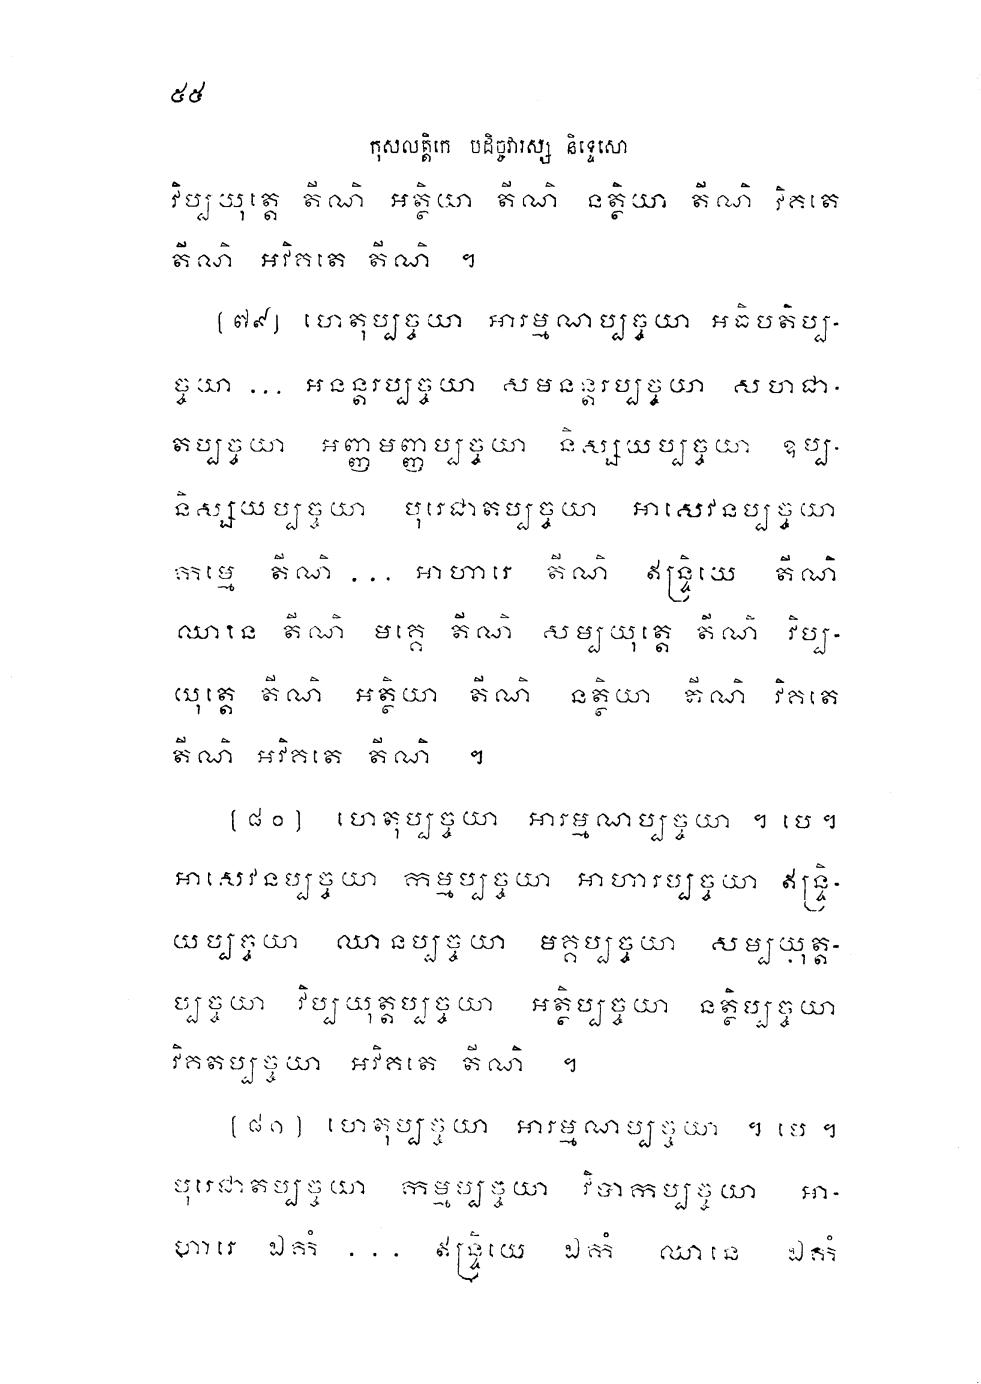 ៥៥
កុសលត្តិកេ បដិច្ចវារស្ស និទ្ទេសោ
វិប្បយុត្តេ តីណិ អត្ថិយា តីណិ នត្ថិយា តីណិ វិគតេ
តីណិ អវិគតេ តីណិ ។
[៧៩] ហេតុប្បច្ចយា អារម្មណប្បច្ចយា អធិបតិប្ប-
ច្ចយា ... អនន្តរប្បច្ចយា សមនន្តរប្បច្ចយា សហជា-
តប្បច្ចយា អញ្ញមញ្ញប្បច្ចយា និស្សយប្បច្ចយា ឧប្ប-
និស្សយប្បច្ចយា បុរេជាតប្បច្ចយា អាសេវនប្បច្ចយា
កម្មេ តីណិ ... អាហារេ តីណិ ឥន្ទ្រិយេ តីណិ
ឈានេ តីណិ មគ្គេ តីណិ សម្បយុត្តេ តីណិ វិប្ប-
យុត្តេ តីណិ អត្ថិយា តីណិ នត្ថិយា តីណិ វិគតេ
តីណិ អវិគតេ តីណិ ។
[៨០] ហេតុប្បច្ចយា អារម្មណប្បច្ចយា ។ បេ ។
អាសេវនប្បច្ចយា កម្មប្បច្ចយា អាហារប្បច្ចយា ឥន្ទ្រិ-
យប្បច្ចយា ឈានប្បច្ចយា មគ្គប្បច្ចយា សម្បយុត្ត-
ប្បច្ចយា វិប្បយុត្តប្បច្ចយា អត្ថិប្បច្ចយា នត្ថិប្បច្ចយា
វិគតប្បច្ចយា អវិគតេ តីណិ ។
[៨១] ហេតុប្បច្ចយា អារម្មណប្បច្ចយា ។ បេ ។
បុរេជាតប្បច្ចយា កម្មប្បច្ចយា វិបាកប្បច្ចយា អា-
ហារេ ឯកំ ... ឥន្ទ្រិយេ ឯកំ ឈានេ ឯកំ